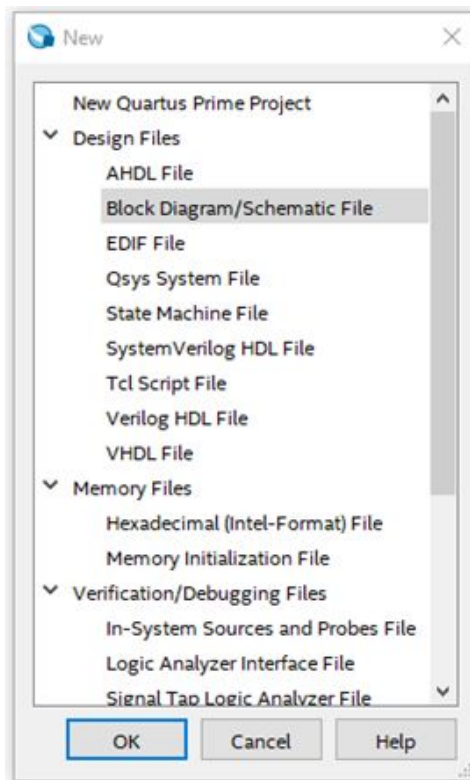 New
New Quartus Prime Project
Design Files
AHDL File
Block Diagram/Schematic File
EDIF File
Qsys System File
State Machine File
SystemVerilog HDL File
Tcl Script File
Verilog HDL File
VHDL File
Memory Files
Hexadecimal (Intel-Format) File
Memory Initialization File
Verification/Debugging Files
In-System Sources and Probes File
Logic Analyzer Interface File
Signal Tap Logic Analyzer File
OK Cancel Help